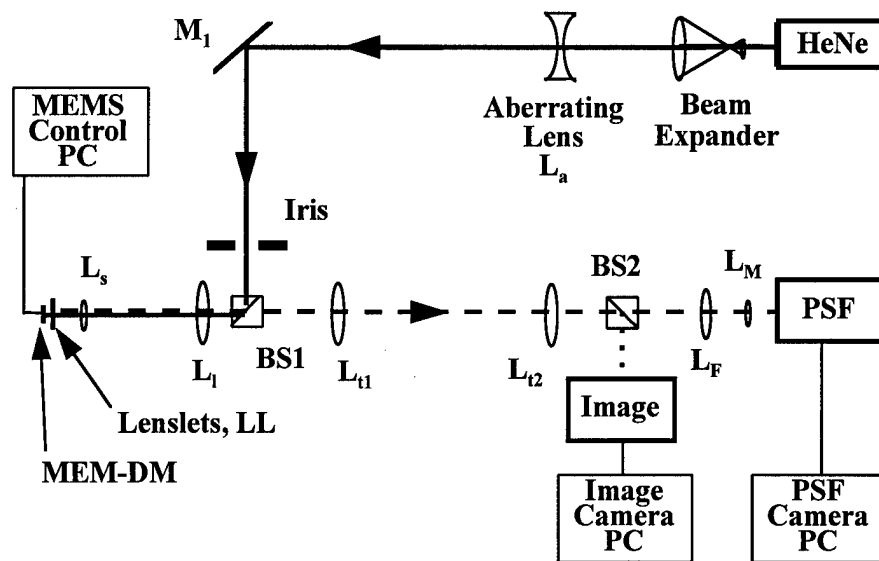 M1
HeNe
Aberrating
Lens
La
Beam
Expander
MEMS
Control
PC
Iris
Ls
Ll
BS1
Lt1
Lt2
BS2
LF
LM
PSF
Lenslets, LL
MEM-DM
Image
Image
Camera
PC
PSF
Camera
PC